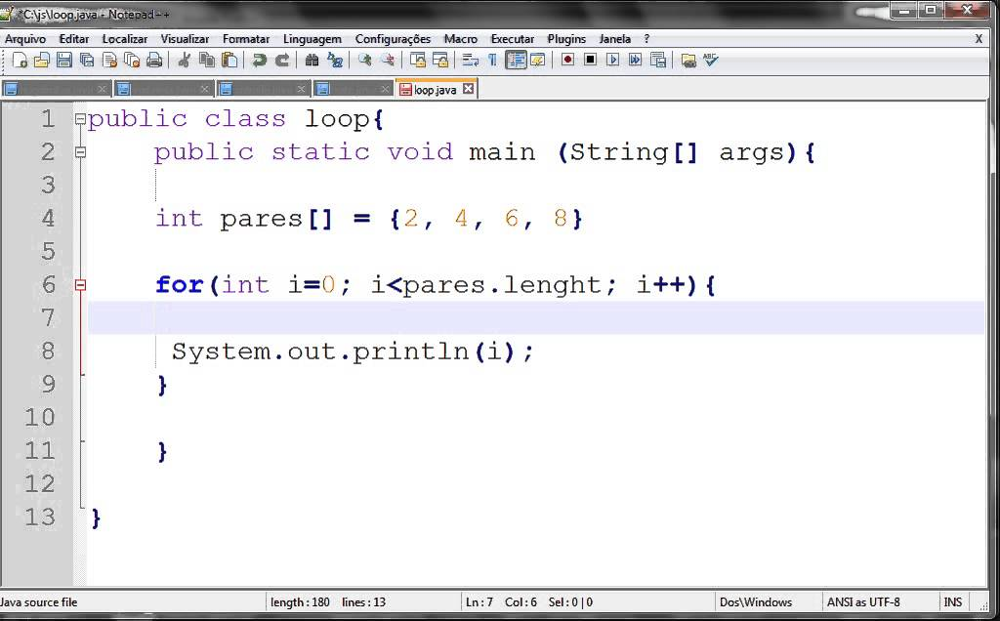 *C:\js\loop.java - Notepad++
Arquivo Editar Localizar Visualizar Formatar Linguagem Configurações Macro Executar Plugins Janela ? X
loop.java
1 public class loop{
2 public static void main (String[] args){
3
4 int pares[] = {2, 4, 6, 8}
5
6 for(int i=0; i<pares.lenght; i++){
7
8 System.out.println(i);
9 }
10
11 }
12
13 }
Java source file length : 180 lines : 13 Ln : 7 Col : 6 Sel : 0 | 0 Dos\Windows ANSI as UTF-8 INS